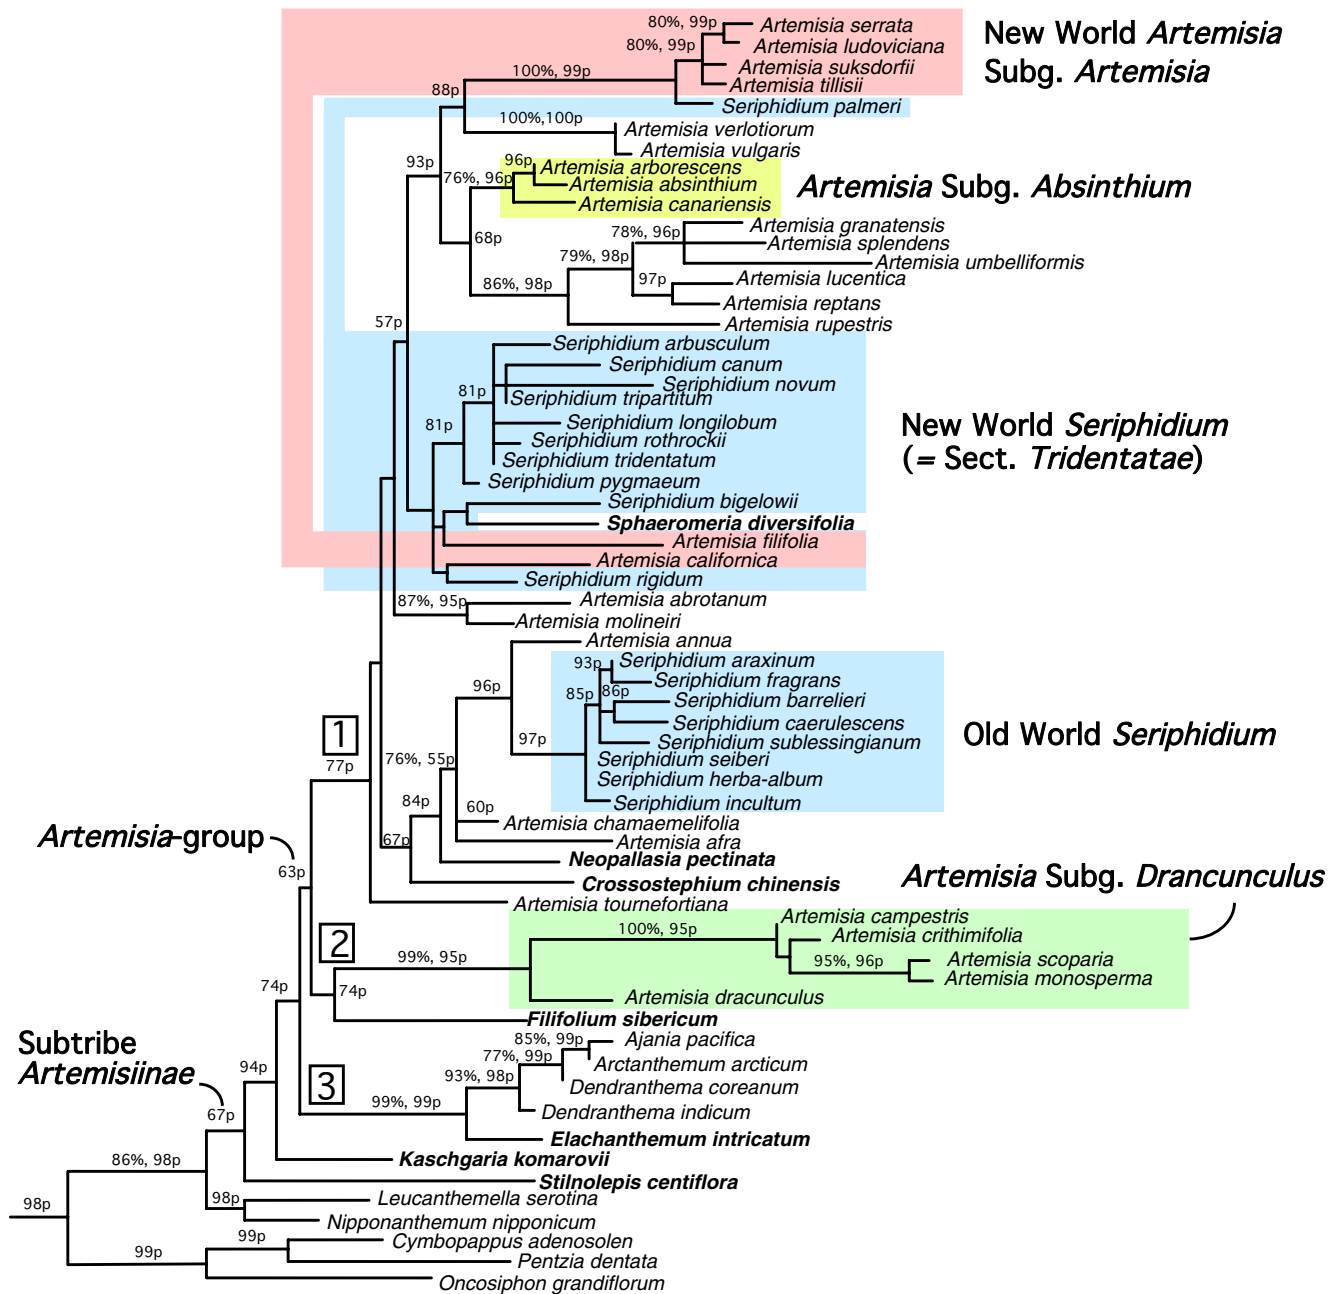 80%, 99p
Artemisia serrata
Artemisia ludoviciana
80%, 99p
Artemisia suksdorfii
100%, 99p
Artemisia tillisii
New World Artemisia
Subg. Artemisia
88p
Seriphidium palmeri
100%,100p
Artemisia verlotiorum
Artemisia vulgaris
93p
96p
Artemisia arborescens
76%, 96p
Artemisia absinthium
Artemisia canariensis
Artemisia Subg. Absinthium
68p
Artemisia granatensis
78%, 96p
Artemisia splendens
79%, 98p
Artemisia umbelliformis
97p
Artemisia lucentica
86%, 98p
Artemisia reptans
Artemisia rupestris
57p
Seriphidium arbusculum
Seriphidium canum
Seriphidium novum
81p
Seriphidium tripartitum
81p
Seriphidium longilobum
Seriphidium rothrockii
Seriphidium tridentatum
Seriphidium pygmaeum
New World Seriphidium
(= Sect. Tridentatae)
Seriphidium bigelowii
Sphaeromeria diversifolia
Artemisia filifolia
Artemisia californica
Seriphidium rigidum
87%, 95p
Artemisia abrotanum
Artemisia molineiri
Artemisia annua
96p
93p
Seriphidium araxinum
Seriphidium fragrans
85p
86p
Seriphidium barrelieri
Seriphidium caerulescens
97p
Seriphidium sublessingianum
Seriphidium seiberi
Seriphidium herba-album
Seriphidium incultum
Old World Seriphidium
1
77p
76%, 55p
84p
60p
Artemisia chamaemelifolia
67p
Artemisia afra
Neopallasia pectinata
Crossostephium chinensis
Artemisia tournefortiana
Artemisia-group
63p
Artemisia Subg. Drancunculus
2
100%, 95p
Artemisia campestris
Artemisia crithimifolia
99%, 95p
95%, 96p
Artemisia scoparia
Artemisia monosperma
74p
74p
Artemisia dracunculus
Filifolium sibericum
Subtribe
Artemisiinae
85%, 99p
Ajania pacifica
77%, 99p
Arctanthemum arcticum
94p
3
93%, 98p
Dendranthema coreanum
99%, 99p
Dendranthema indicum
67p
Elachanthemum intricatum
86%, 98p
Kaschgaria komarovii
Stilnolepis centiflora
98p
98p
Leucanthemella serotina
Nipponanthemum nipponicum
99p
99p
Cymbopappus adenosolen
Pentzia dentata
Oncosiphon grandiflorum